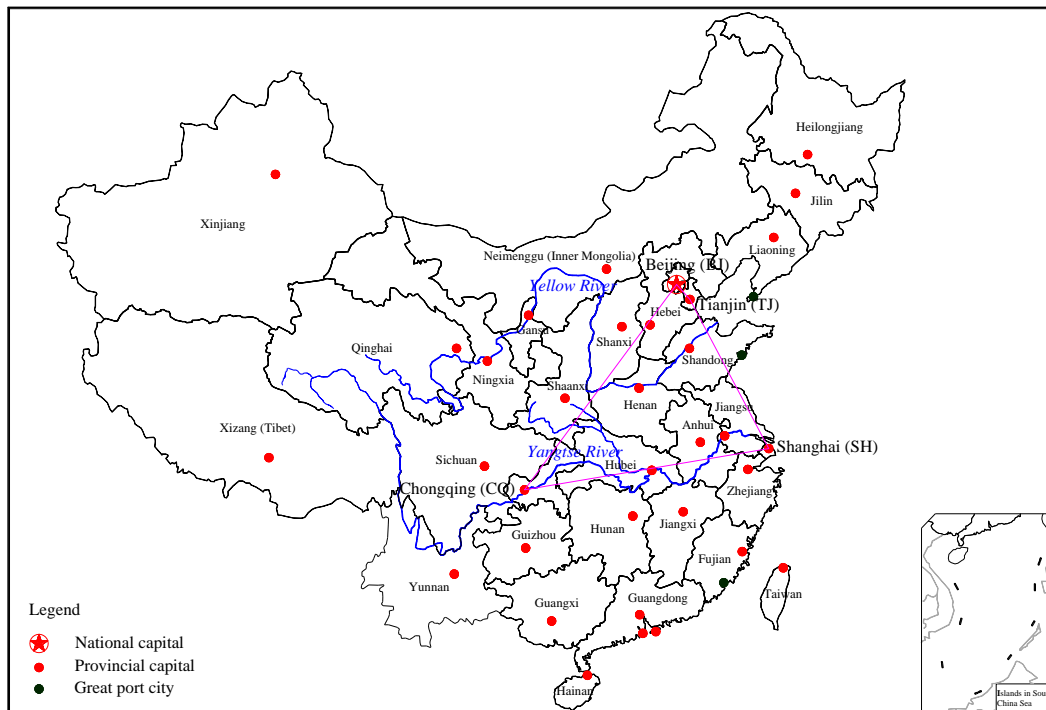 Heilongjiang
Jilin
Xinjiang
Liaoning
Neimenggu (Inner Mongolia)
Beijing (BJ)
Yellow River
Tianjin (TJ)
Hebei
Gansu
Shanxi
Qinghai
Shandong
Ningxia
Shaanxi
Henan
Jiangsu
Xizang (Tibet)
Anhui
Shanghai (SH)
Yangtse River
Sichuan
Hubei
Chongqing (CQ)
Zhejiang
Guizhou
Hunan
Jiangxi
Fujian
Yunnan
Taiwan
Guangxi
Guangdong
Hainan
Legend
National capital
Provincial capital
Great port city
Islands in Sou
China Sea